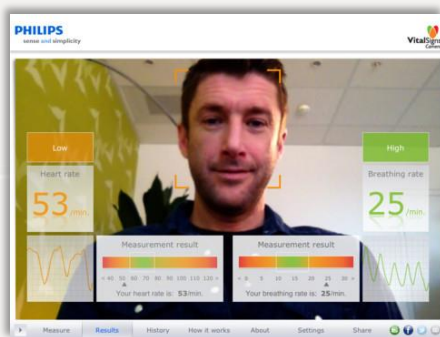 PHILIPS
sense and simplicity
VitalSigns
Camera
Low
Heart rate
53 /min.
High
Breathing rate
25 /min.
Measurement result
< 40 50 60 70 80 90 100 110 120 >
Your heart rate is: 53/min.
Measurement result
< 0 5 10 15 20 25 30 >
Your breathing rate is: 25/min.
Measure Results History How it works About Settings Share